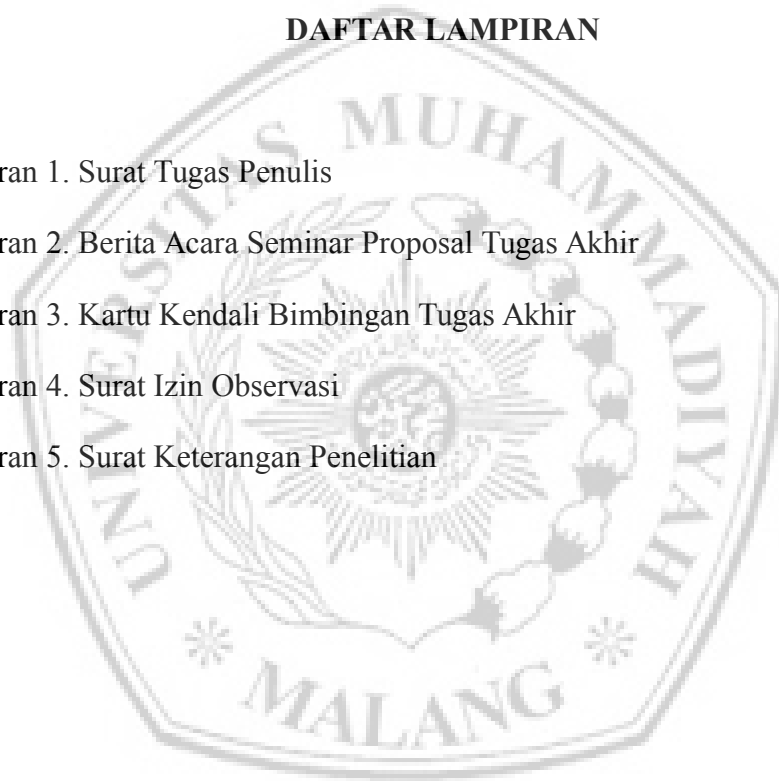 DAFTAR LAMPIRAN
ran 1. Surat Tugas Penulis
ran 2. Berita Acara Seminar Proposal Tugas Akhir
ran 3. Kartu Kendali Bimbingan Tugas Akhir
ran 4. Surat Izin Observasi
ran 5. Surat Keterangan Penelitian
UNIVERSITAS MUHAMMADIYAH
MALANG